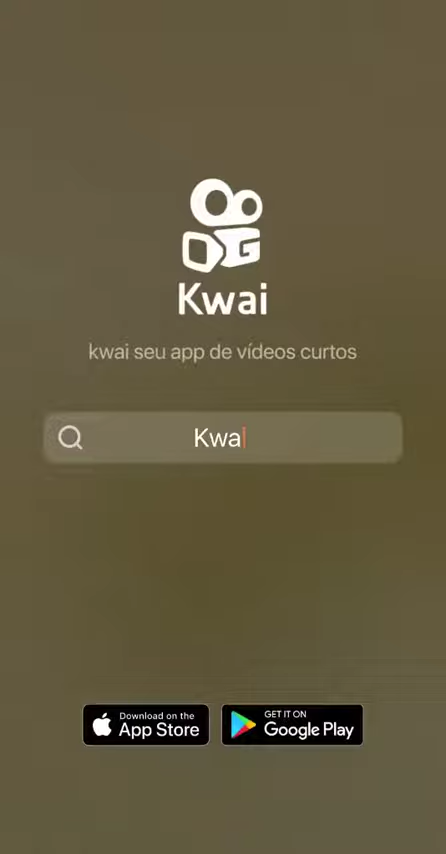 Kwai
kwai seu app de vídeos curtos
Kwa
Download on the
App Store
GET IT ON
Google Play